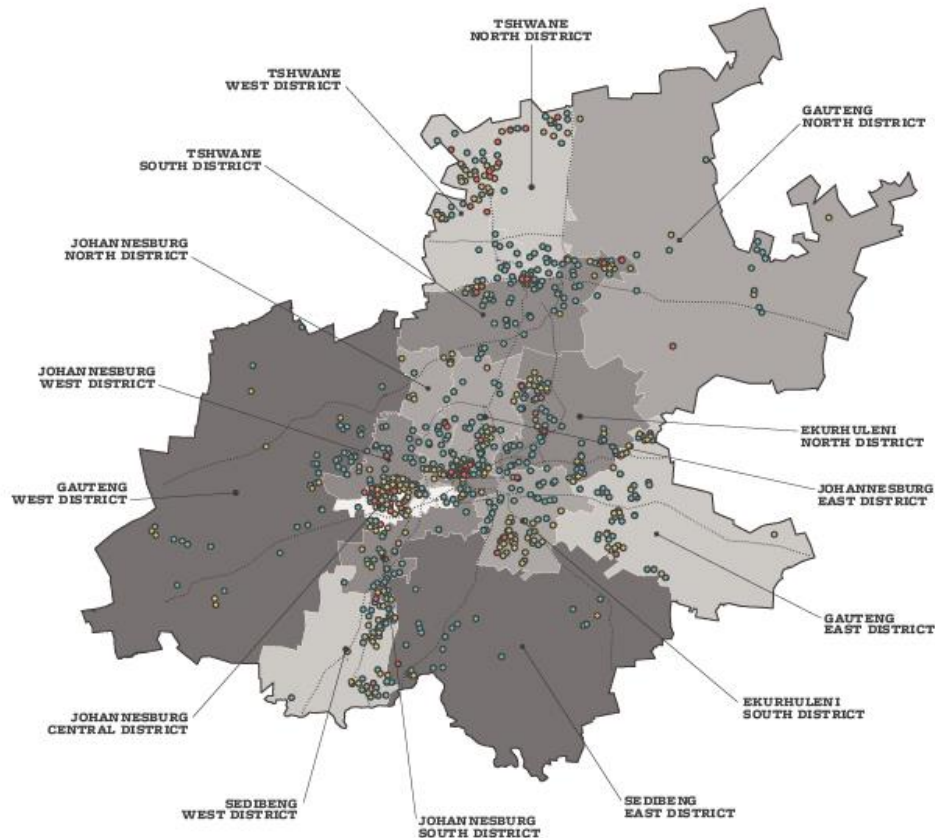 TSHWANE
NORTH DISTRICT
TSHWANE
WEST DISTRICT
GAUTENG
NORTH DISTRICT
TSHWANE
SOUTH DISTRICT
JOHANNESBURG
NORTH DISTRICT
JOHANNESBURG
WEST DISTRICT
EKURHULENI
NORTH DISTRICT
GAUTENG
WEST DISTRICT
JOHANNESBURG
EAST DISTRICT
GAUTENG
EAST DISTRICT
JOHANNESBURG
CENTRAL DISTRICT
EKURHULENI
SOUTH DISTRICT
SEDIBENG
WEST DISTRICT
JOHANNESBURG
SOUTH DISTRICT
SEDIBENG
EAST DISTRICT